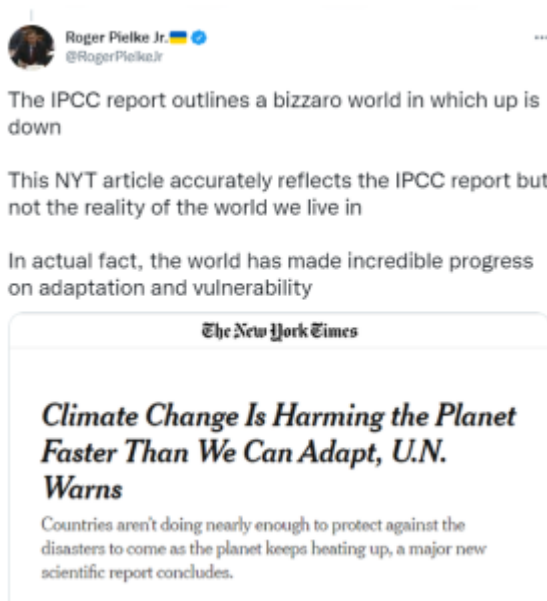 Roger Pielke Jr.
@RogerPielkeJr
The IPCC report outlines a bizzaro world in which up is
down
This NYT article accurately reflects the IPCC report but
not the reality of the world we live in
In actual fact, the world has made incredible progress
on adaptation and vulnerability
The New York Times
Climate Change Is Harming the Planet
Faster Than We Can Adapt, U.N.
Warns
Countries aren't doing nearly enough to protect against the
disasters to come as the planet keeps heating up, a major new
scientific report concludes.